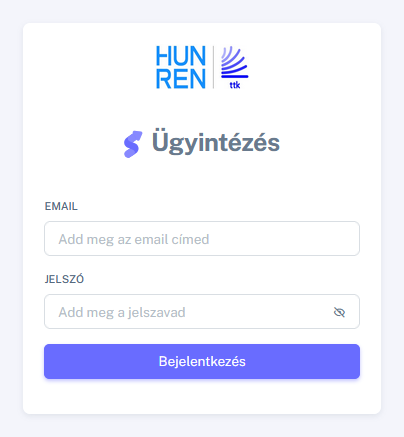 HUN
REN
ttk
Ügyintézés
EMAIL
Add meg az email címed
JELSZÓ
Add meg a jelszavad
Bejelentkezés